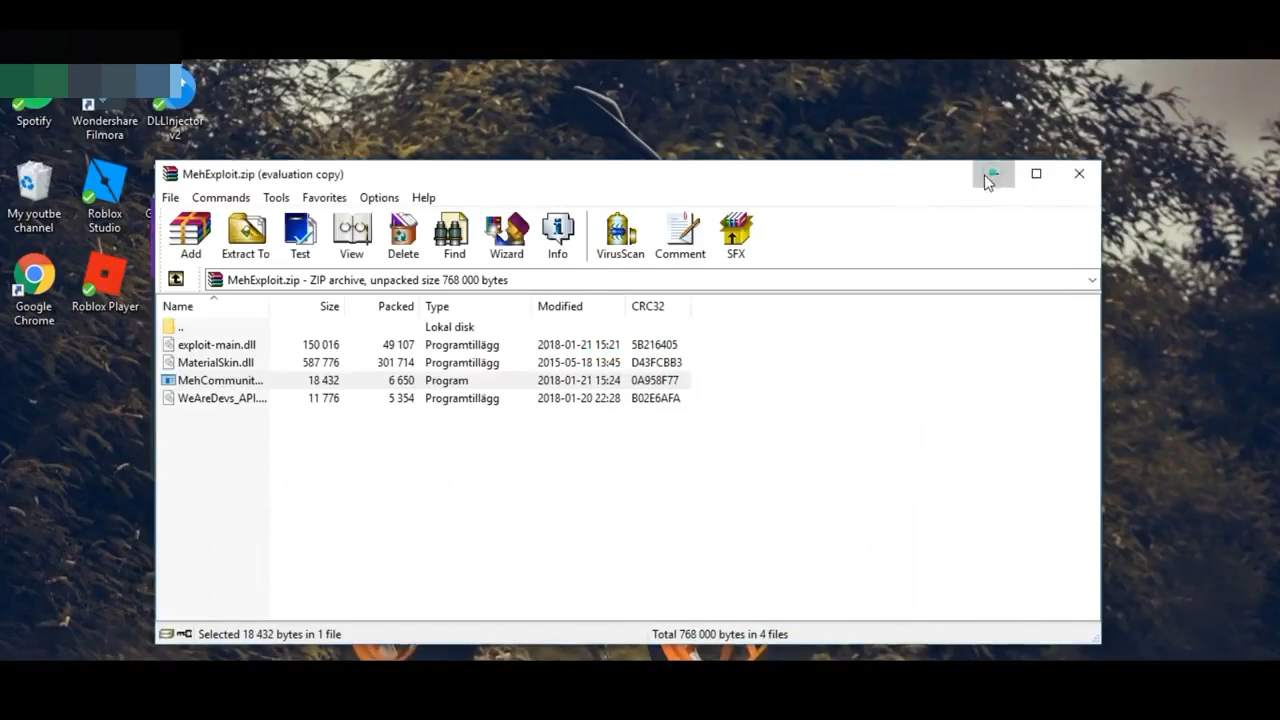 Spotify
Wondershare Filmora
DLLInjector v2
My youtbe channel
Roblox Studio
Google Chrome
Roblox Player
MehExploit.zip (evaluation copy)
File Commands Tools Favorites Options Help
Add Extract To Test View Delete Find Wizard Info VirusScan Comment SFX
MehExploit.zip - ZIP archive, unpacked size 768 000 bytes
Name Size Packed Type Modified CRC32
.. Lokal disk
exploit-main.dll 150 016 49 107 Programtillägg 2018-01-21 15:21 5B216405
MaterialSkin.dll 587 776 301 714 Programtillägg 2015-05-18 13:45 D43FCBB3
MehCommunit... 18 432 6 650 Program 2018-01-21 15:24 0A958F77
WeAreDevs_API.... 11 776 5 354 Programtillägg 2018-01-20 22:28 B02E6AFA
Selected 18 432 bytes in 1 file
Total 768 000 bytes in 4 files